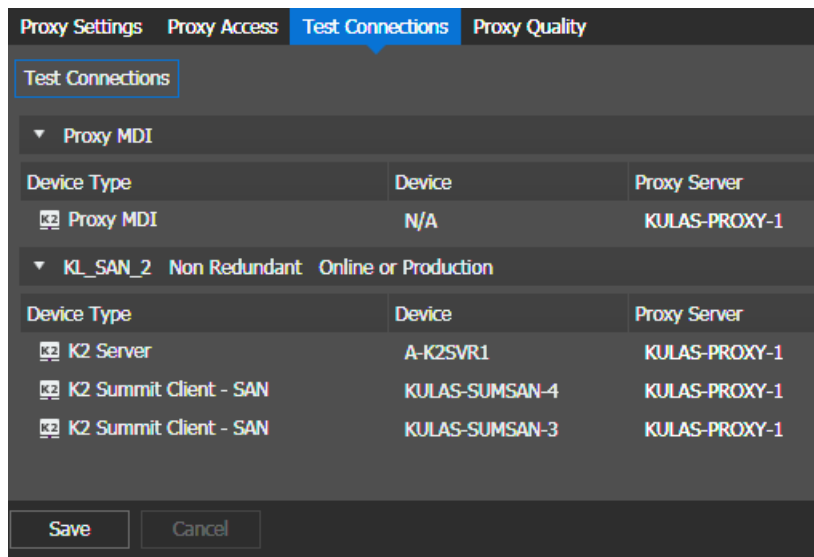 Proxy Settings Proxy Access Test Connections Proxy Quality
Test Connections
Proxy MDI
Device Type Device Proxy Server
K2 Proxy MDI N/A KULAS-PROXY-1
KL_SAN_2 Non Redundant Online or Production
Device Type Device Proxy Server
K2 K2 Server A-K2SVR1 KULAS-PROXY-1
K2 K2 Summit Client - SAN KULAS-SUMSAN-4 KULAS-PROXY-1
K2 K2 Summit Client - SAN KULAS-SUMSAN-3 KULAS-PROXY-1
Save Cancel